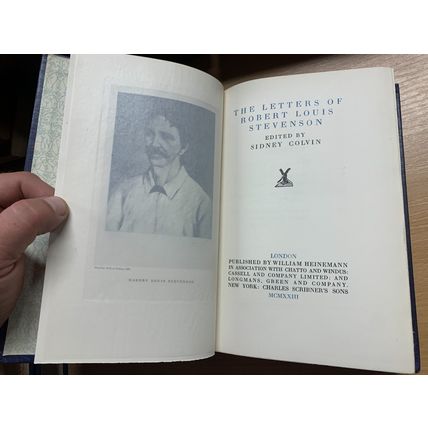 ROBERT LOUIS STEVENSON
THE LETTERS OF
ROBERT LOUIS
STEVENSON
EDITED BY
SIDNEY COLVIN
LONDON
PUBLISHED BY WILLIAM HEINEMANN
IN ASSOCIATION WITH CHATTO AND WINDUS:
CASSELL AND COMPANY LIMITED: AND
LONGMANS, GREEN AND COMPANY.
NEW YORK: CHARLES SCRIBNER'S SONS
MCMXXIII